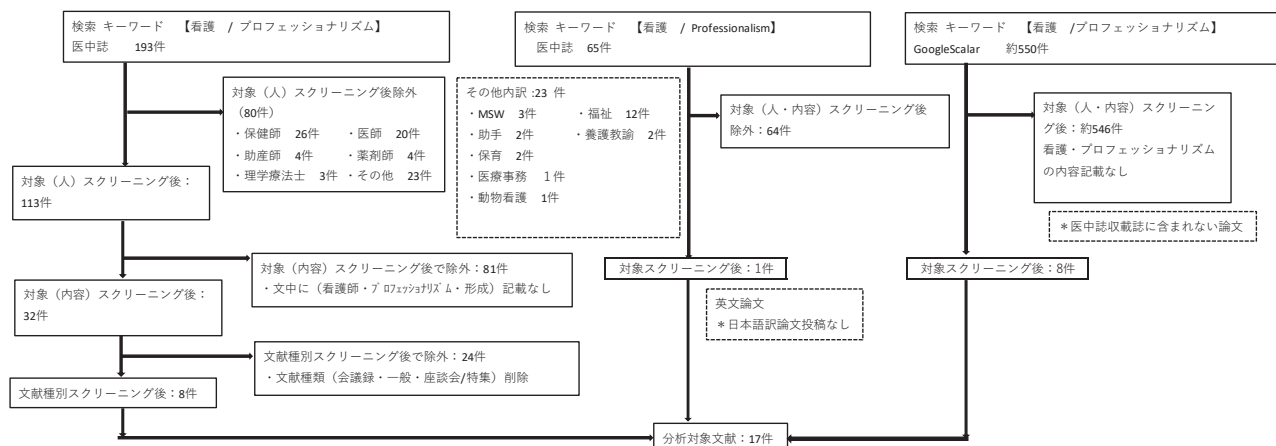 検索 キーワード 【看護 / プロフェッショナリズム】
医中誌 193件
対象（人）スクリーニング後除外
（80件）
・保健師 26件 ・医師 20件
・助産師 4件 ・薬剤師 4件
・理学療法士 3件 ・その他 23件
対象（人）スクリーニング後：
113件
対象（内容）スクリーニング後で除外：81件
・文中に（看護師・プロフェッショナリズム・形成）記載なし
対象（内容）スクリーニング後：
32件
文献種別スクリーニング後で除外：24件
・文献種類（会議録・一般・座談会/特集）削除
文献種別スクリーニング後：8件
検索 キーワード 【看護 / Professionalism】
医中誌 65件
その他内訳：23 件
・MSW 3件 ・福祉 12件
・助手 2件 ・養護教諭 2件
・保育 2件
・医療事務 1件
・動物看護 1件
対象（人・内容）スクリーニング後
除外：64件
対象スクリーニング後：1件
英文論文
＊日本語訳論文投稿なし
検索 キーワード 【看護 /プロフェッショナリズム】
GoogleScalar 約550件
対象（人・内容）スクリーニン
グ後：約546件
看護・プロフェッショナリズム
の内容記載なし
＊医中誌収載誌に含まれない論文
対象スクリーニング後：8件
分析対象文献：17件